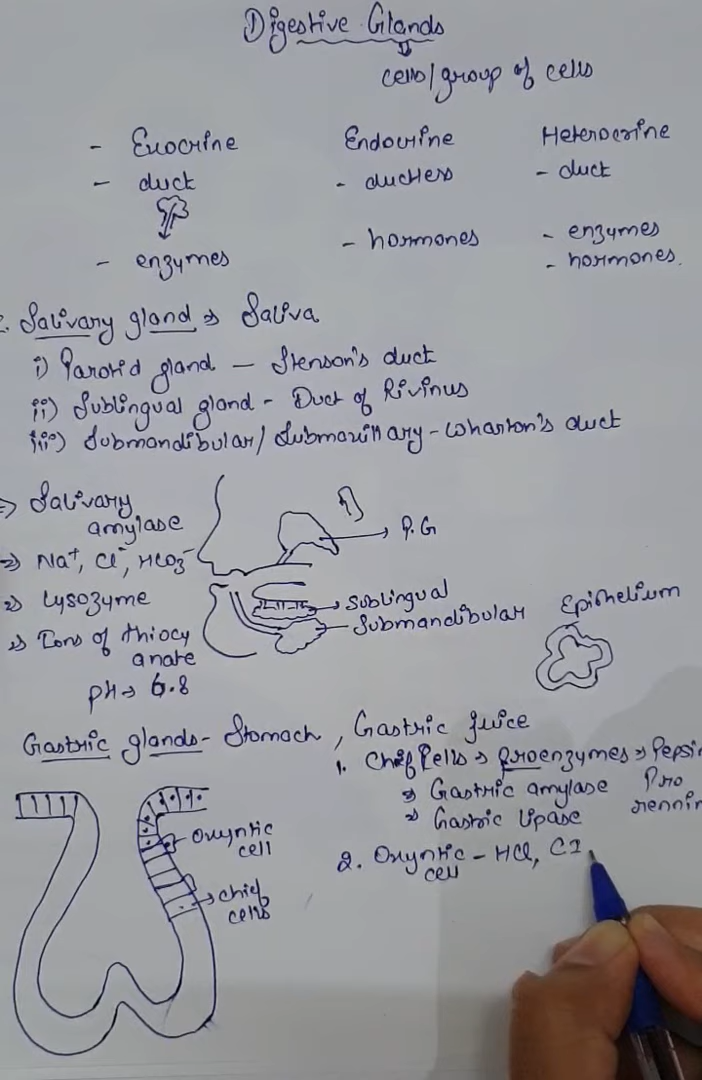 Digestive Glands
cells/group of cells
- Exocrine Endocrine Heterocrine
- duct - ductless - duct
- enzymes - hormones - enzymes
- hormones.
Salivary gland → Saliva
i) Parotid gland — Stenson's duct
ii) Sublingual gland - Duct of Rivinus
iii) Submandibular/Submaxillary - Wharton's duct
⇒ Salivary amylase
→ Na⁺, Cl⁻, HCO₃⁻
→ Lysozyme
→ Ions of thiocyanate
pH → 6.8
P.G
Sublingual
Submandibular
Epithelium
Gastric glands - Stomach, Gastric juice
1. Chief Cells → proenzymes → Pepsin
Pro rennin
→ Gastric amylase
→ Gastric lipase
2. Oxyntic cell - HCl, CI
Oxyntic cell
chief cells